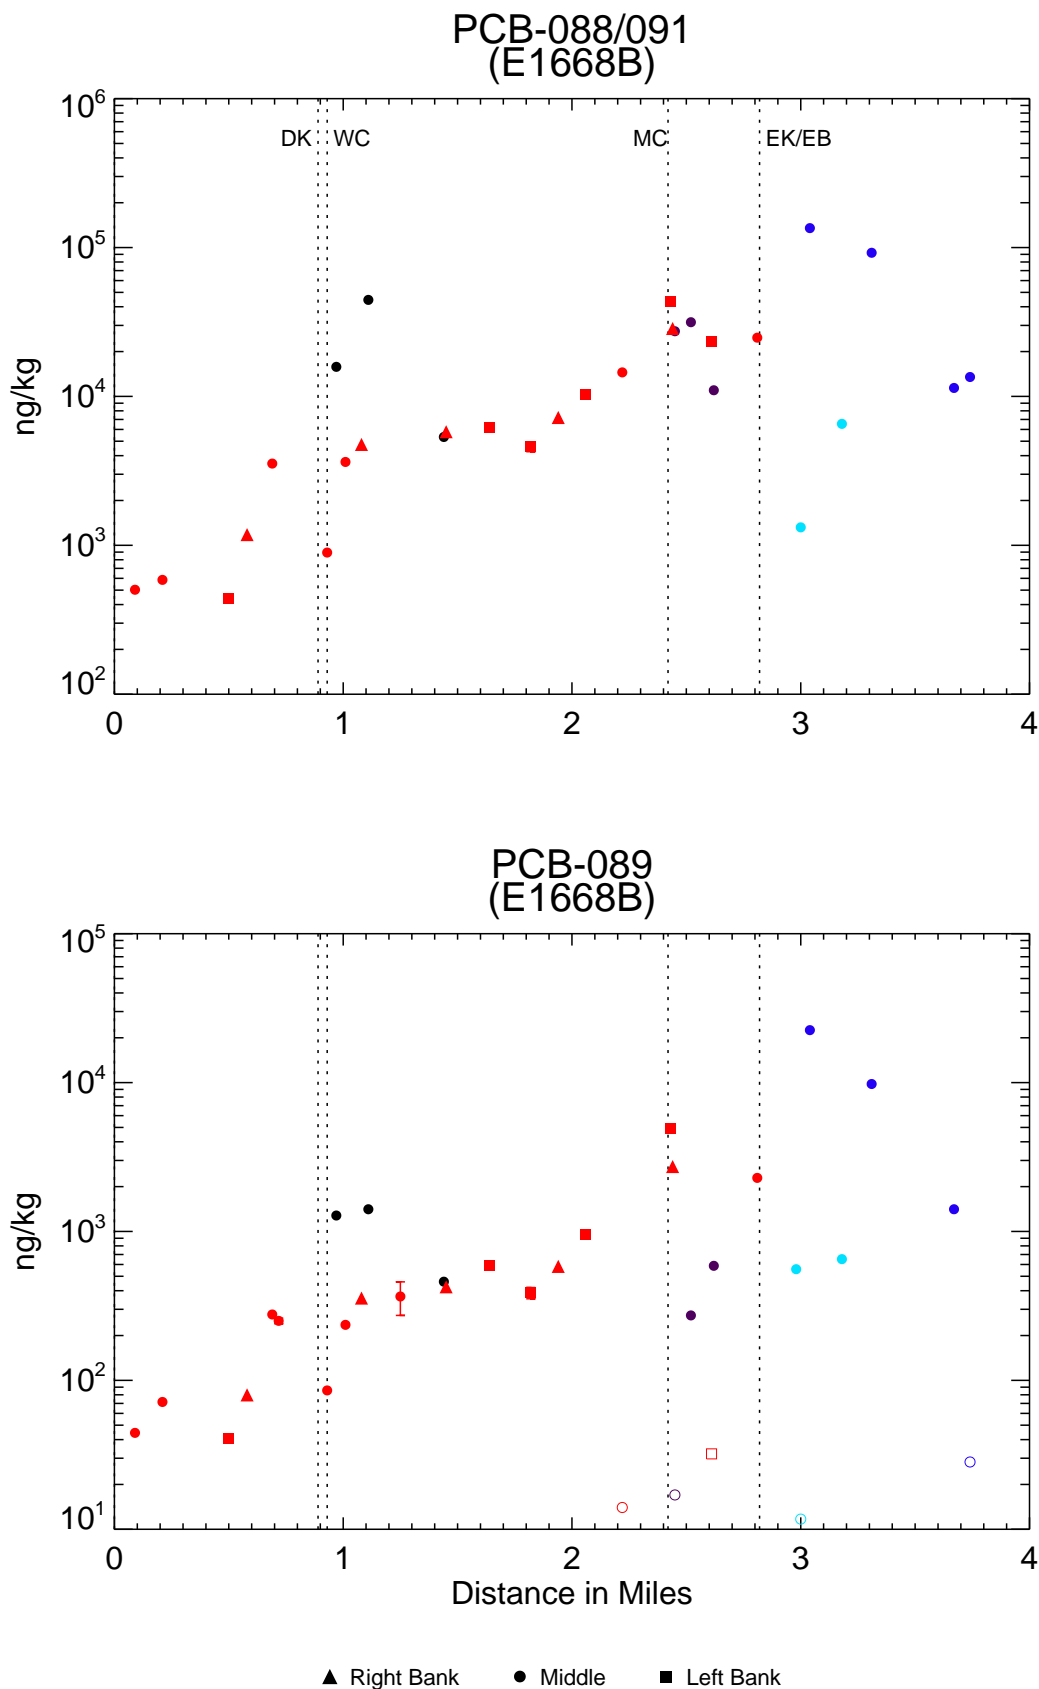 PCB-088/091
(E1668B)
10^6
DK WC MC EK/EB
10^5
ng/kg
10^4
10^3
10^2
0 1 2 3 4
PCB-089
(E1668B)
10^5
10^4
ng/kg
10^3
10^2
10^1
0 1 2 3 4
Distance in Miles
Right Bank Middle Left Bank